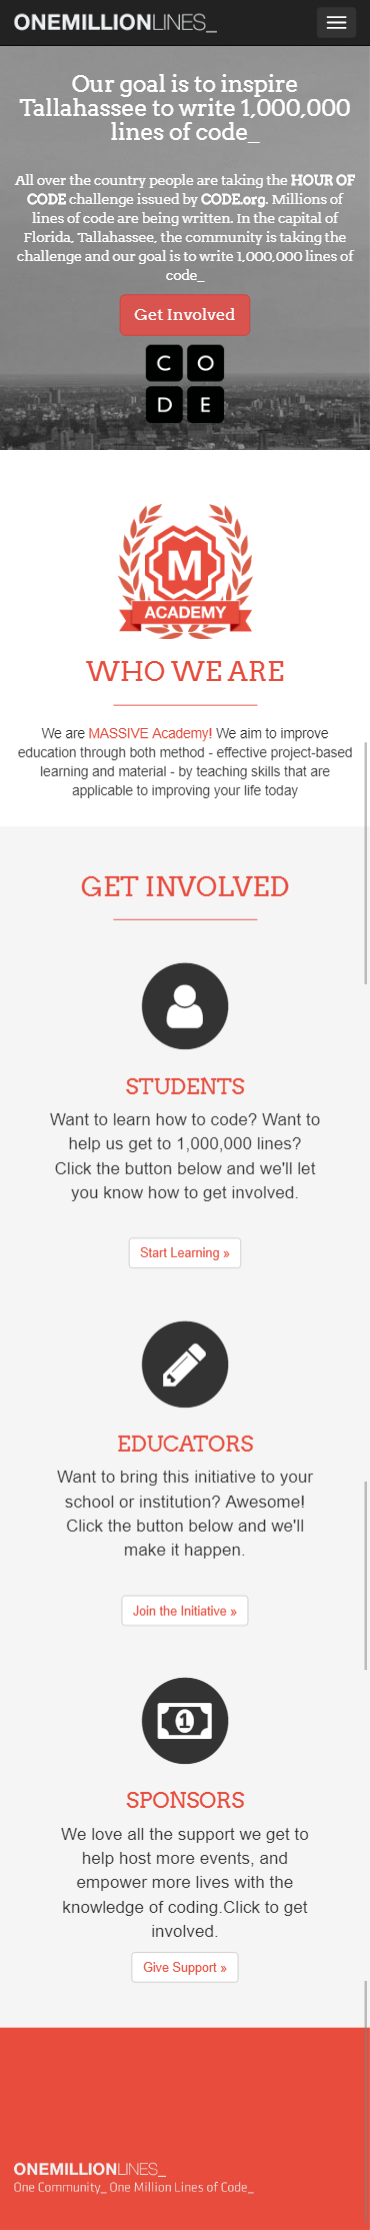 ONEMILLIONLINES_
Our goal is to inspire
Tallahassee to write 1,000,000
lines of code_
All over the country people are taking the HOUR OF
CODE challenge issued by CODE.org. Millions of
lines of code are being written. In the capital of
Florida, Tallahassee, the community is taking the
challenge and our goal is to write 1,000,000 lines of
code_
Get Involved
C O
D E
M
ACADEMY
WHO WE ARE
We are MASSIVE Academy! We aim to improve
education through both method - effective project-based
learning and material - by teaching skills that are
applicable to improving your life today
GET INVOLVED
STUDENTS
Want to learn how to code? Want to
help us get to 1,000,000 lines?
Click the button below and we'll let
you know how to get involved.
Start Learning »
EDUCATORS
Want to bring this initiative to your
school or institution? Awesome!
Click the button below and we'll
make it happen.
Join the Initiative »
1
SPONSORS
We love all the support we get to
help host more events, and
empower more lives with the
knowledge of coding.Click to get
involved.
Give Support »
ONEMILLIONLINES_
One Community_ One Million Lines of Code_